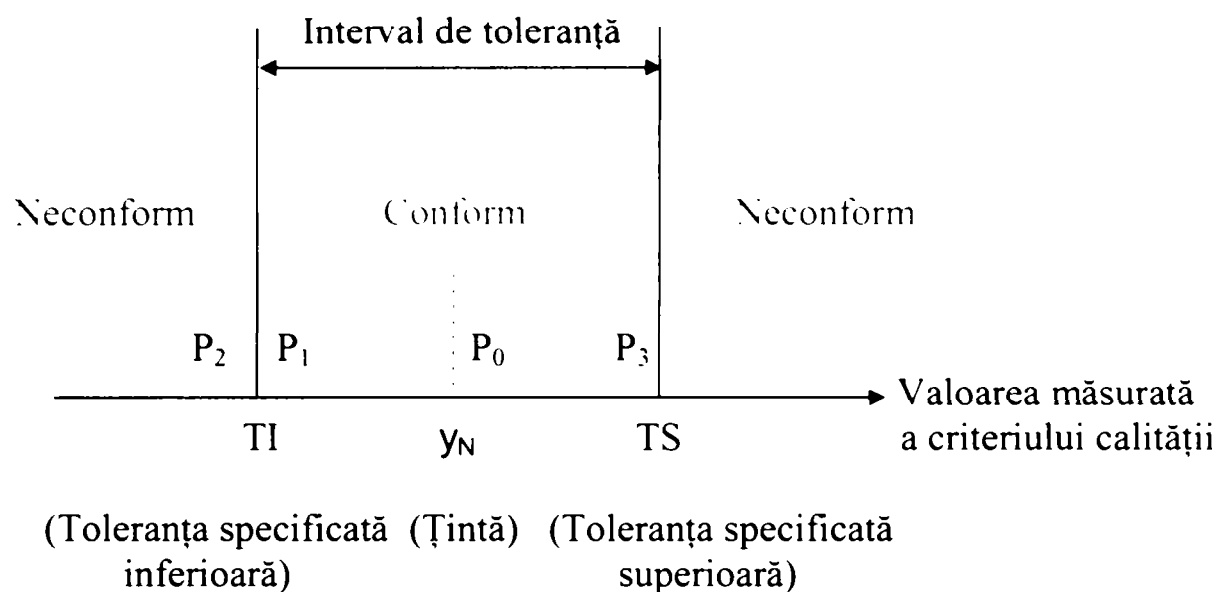 Interval de toleranță
Neconform Conform Neconform
P₂ P₁ P₀ P₃
Valoarea măsurată
a criteriului calității
TI yN TS
(Toleranța specificată (Țintă) (Toleranța specificată
inferioară) superioară)